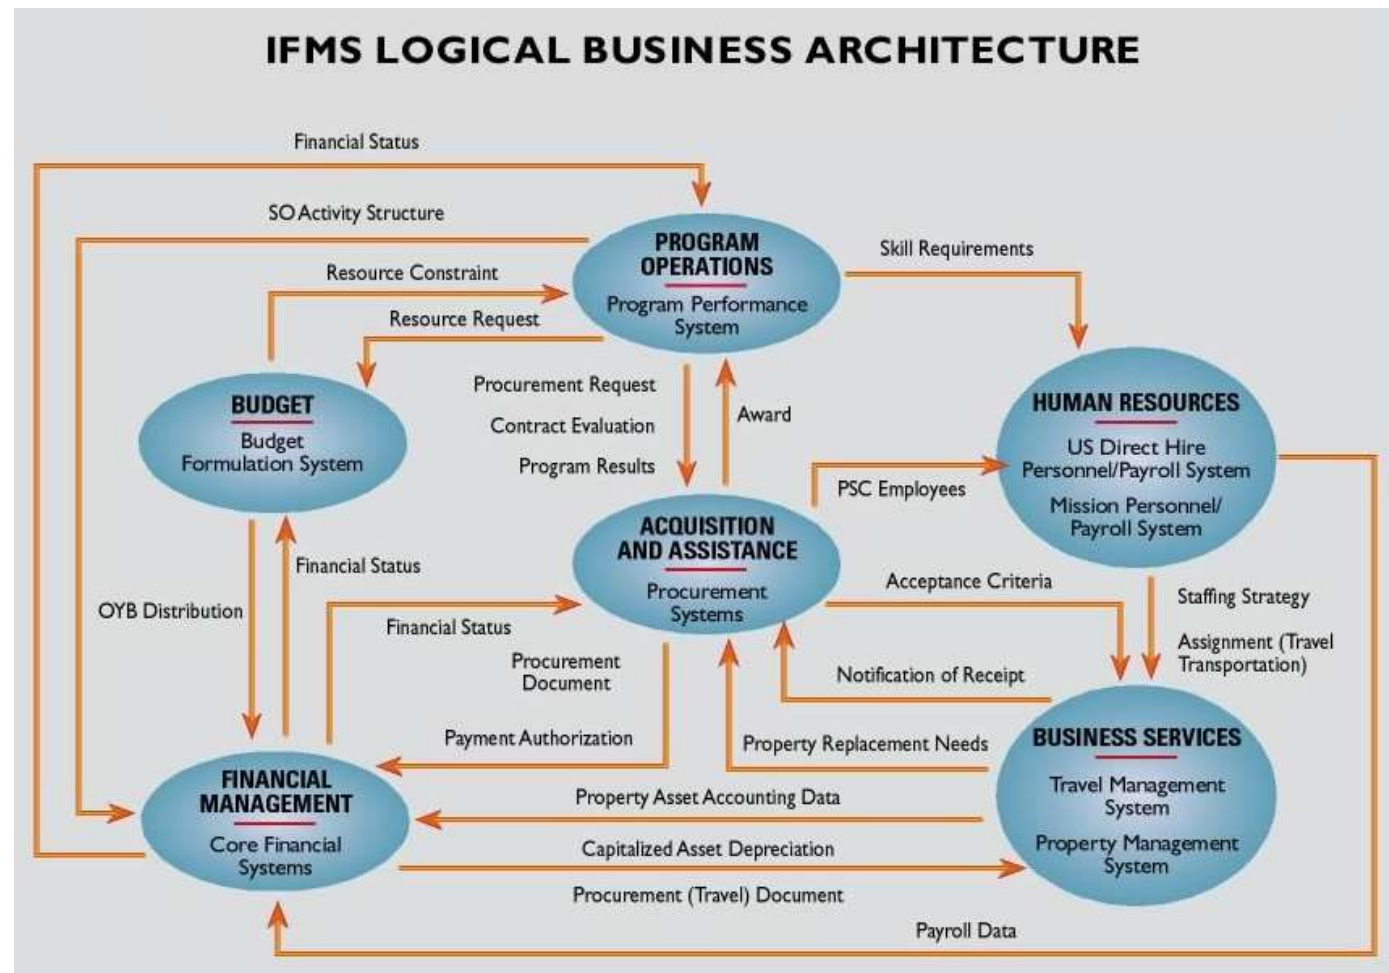 IFMS LOGICAL BUSINESS ARCHITECTURE
Financial Status
SO Activity Structure
Resource Constraint
Resource Request
PROGRAM
OPERATIONS
Program Performance
System
Skill Requirements
BUDGET
Budget
Formulation System
Procurement Request
Contract Evaluation
Program Results
Award
HUMAN RESOURCES
US Direct Hire
Personnel/Payroll System
Mission Personnel/
Payroll System
PSC Employees
ACQUISITION
AND ASSISTANCE
Procurement
Systems
Financial Status
OYB Distribution
Financial Status
Acceptance Criteria
Staffing Strategy
Assignment (Travel
Transportation)
Procurement
Document
Notification of Receipt
Payment Authorization
Property Replacement Needs
BUSINESS SERVICES
Travel Management
System
Property Management
System
FINANCIAL
MANAGEMENT
Core Financial
Systems
Property Asset Accounting Data
Capitalized Asset Depreciation
Procurement (Travel) Document
Payroll Data